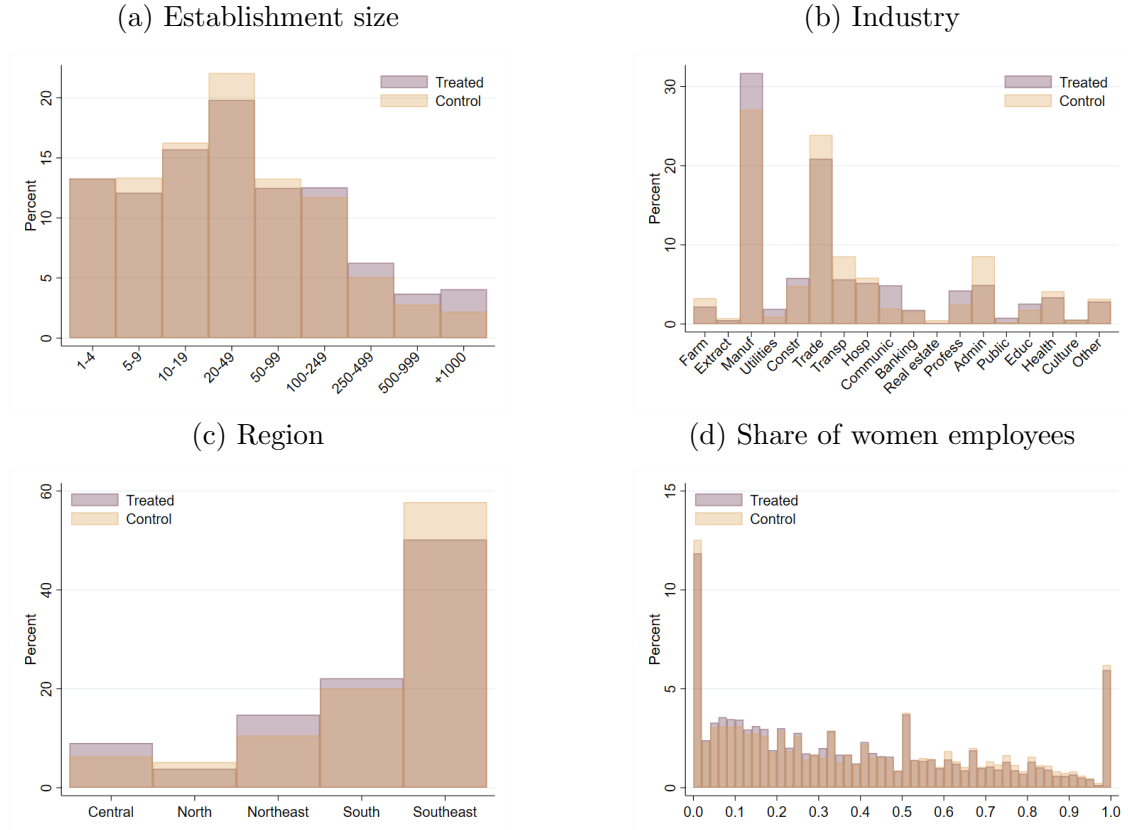 (a) Establishment size
Treated
Control
Percent
20
15
10
5
0
1-4
5-9
10-19
20-49
50-99
100-249
250-499
500-999
+1000
(b) Industry
Treated
Control
Percent
30
20
10
0
Farm
Extract
Manuf
Utilities
Constr
Trade
Transp
Hosp
Communic
Banking
Real estate
Profess
Admin
Public
Educ
Health
Culture
Other
(c) Region
Treated
Control
Percent
60
40
20
0
Central
North
Northeast
South
Southeast
(d) Share of women employees
Treated
Control
Percent
15
10
5
0
0.0
0.1
0.2
0.3
0.4
0.5
0.6
0.7
0.8
0.9
1.0